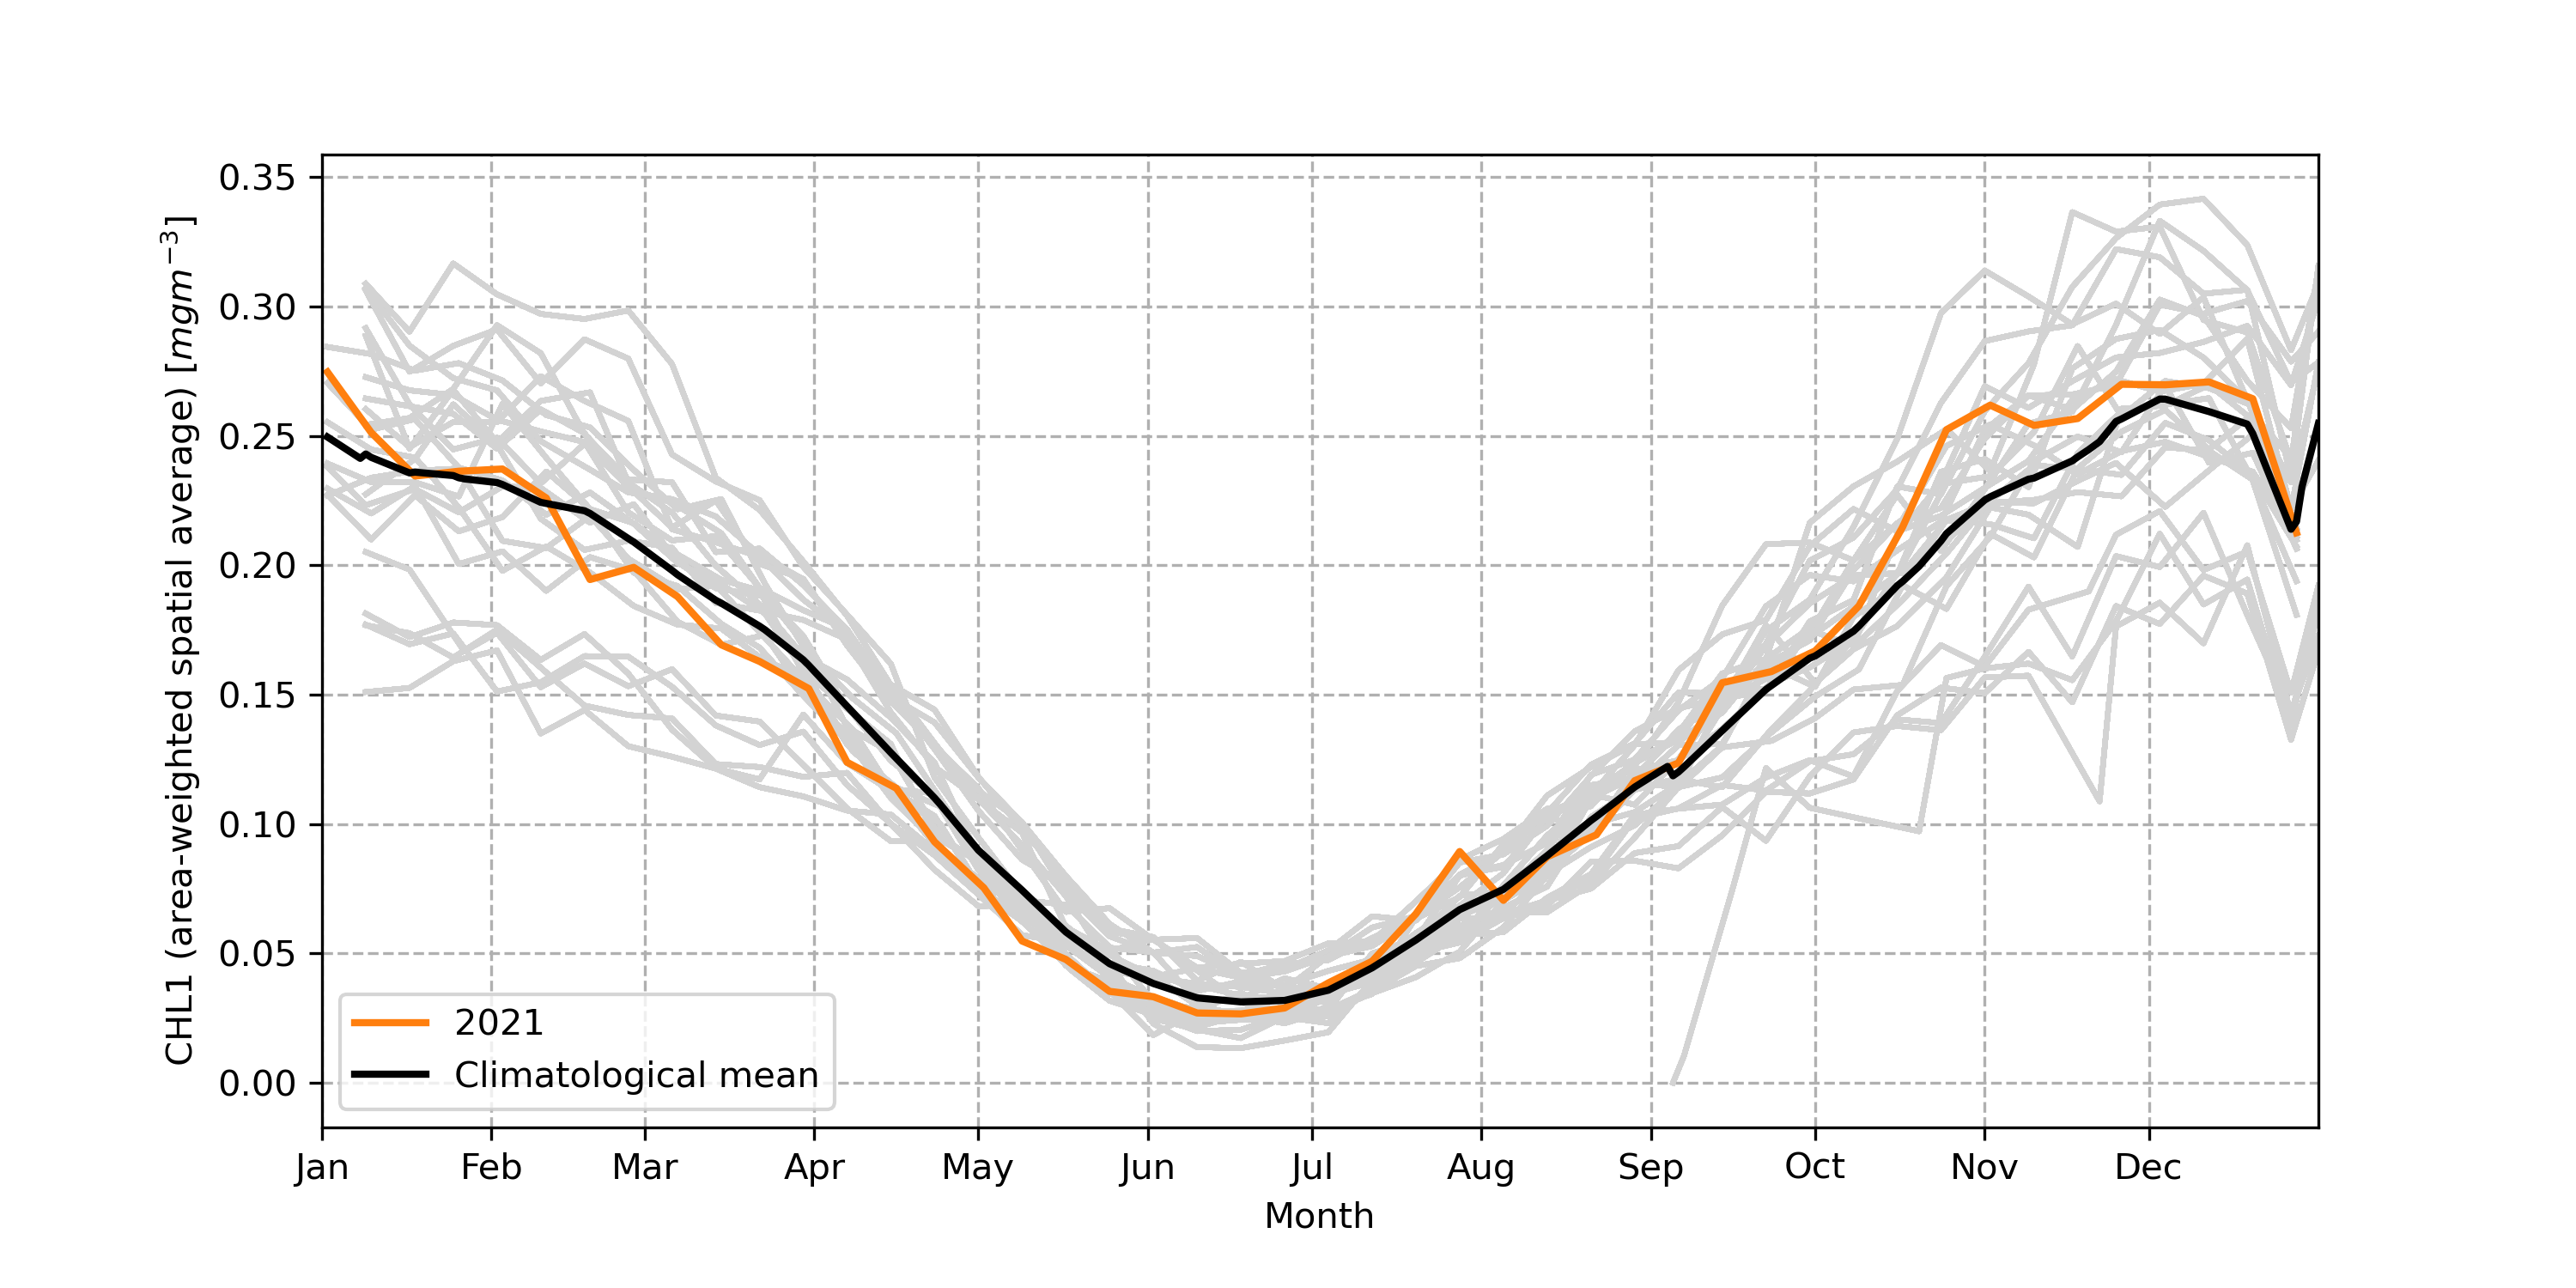 CHL1 (area-weighted spatial average) [mgm⁻³]
0.35
0.30
0.25
0.20
0.15
0.10
0.05
0.00
2021
Climatological mean
Jan Feb Mar Apr May Jun Jul Aug Sep Oct Nov Dec
Month